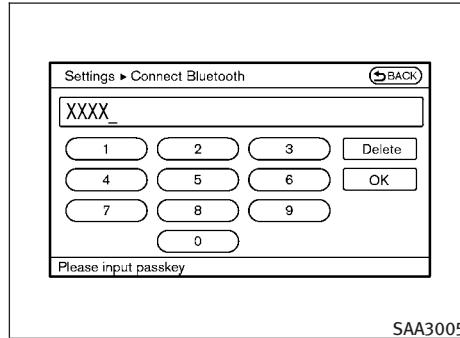 Settings ▸ Connect Bluetooth BACK
XXXX_
1 2 3 Delete
4 5 6 OK
7 8 9
0
Please input passkey
SAA3005